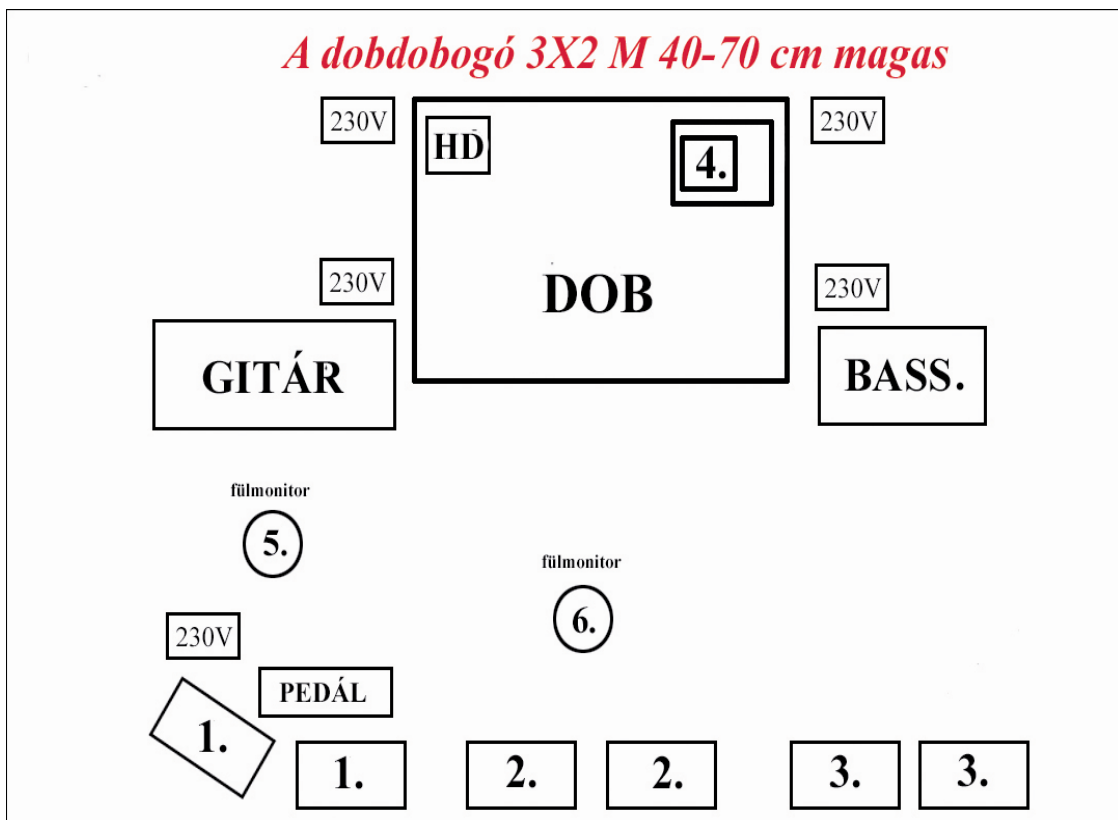 A dobdobogó 3X2 M 40-70 cm magas
230V
HD
4.
230V
230V
DOB
230V
GITÁR
BASS.
fülmonitor
5.
fülmonitor
6.
230V
PEDÁL
1.
1.
2.
2.
3.
3.